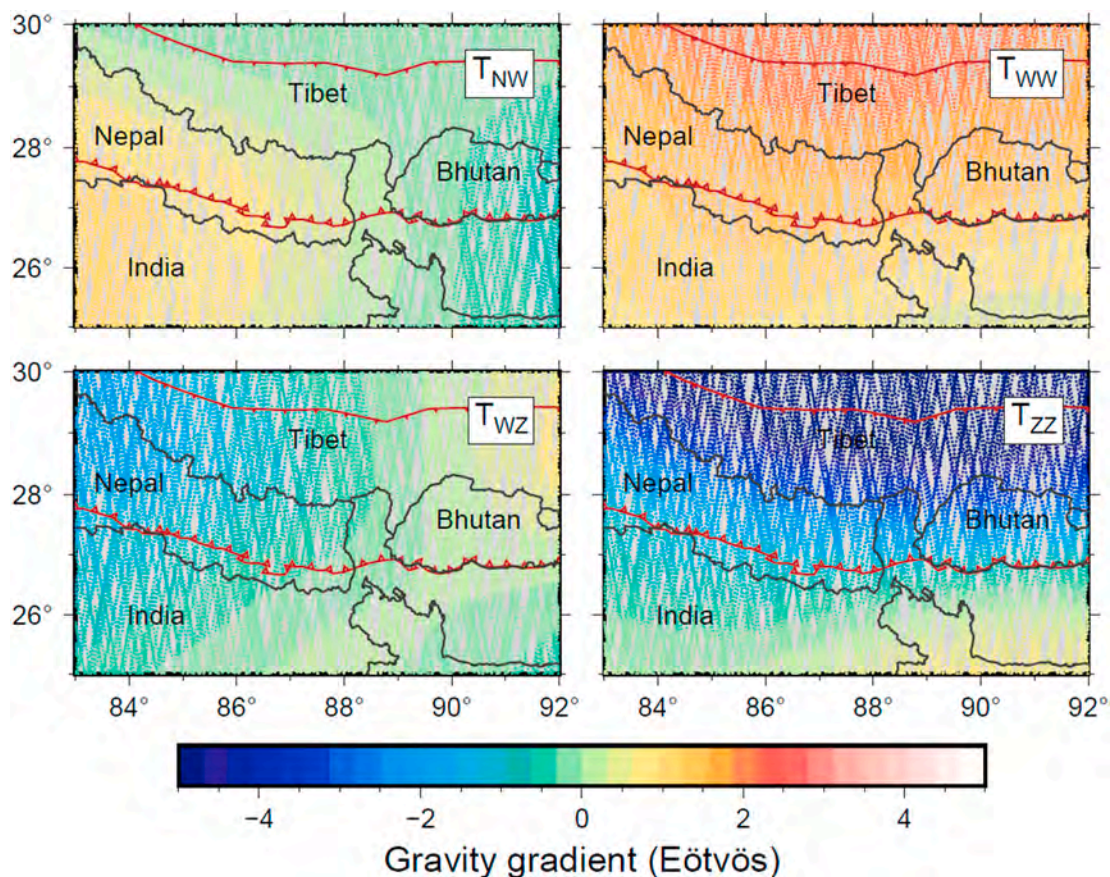 30°
28°
26°
T_NW
Tibet
Nepal
Bhutan
India
T_WW
Tibet
Nepal
Bhutan
India
30°
28°
26°
T_WZ
Tibet
Nepal
Bhutan
India
T_ZZ
Tibet
Nepal
Bhutan
India
84° 86° 88° 90° 92° 84° 86° 88° 90° 92°
−4 −2 0 2 4
Gravity gradient (Eötvös)